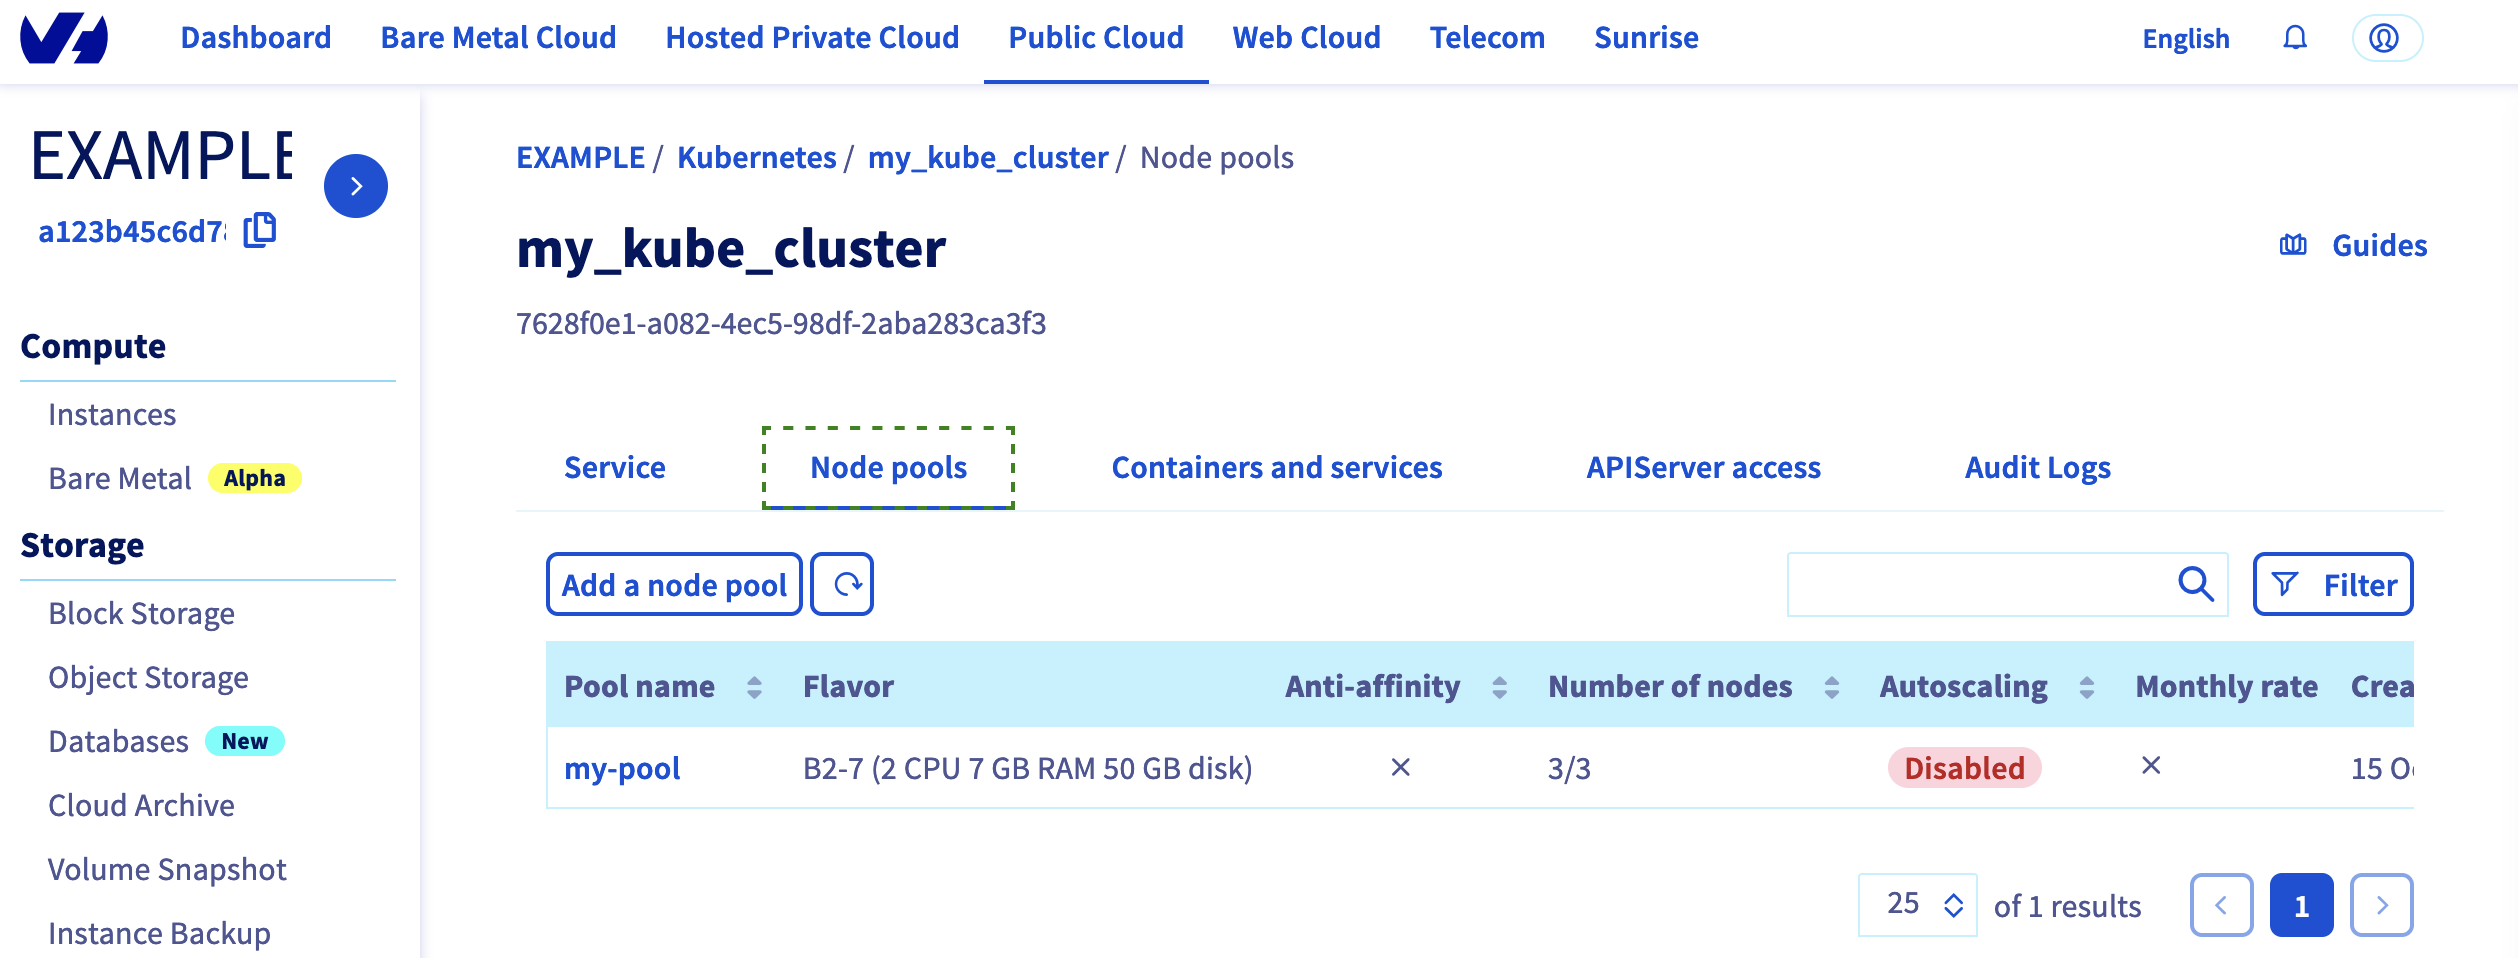 Dashboard Bare Metal Cloud Hosted Private Cloud Public Cloud Web Cloud Telecom Sunrise English
EXAMPLE
a123b45c6d7
Compute
Instances
Bare Metal Alpha
Storage
Block Storage
Object Storage
Databases New
Cloud Archive
Volume Snapshot
Instance Backup
EXAMPLE / Kubernetes / my_kube_cluster / Node pools
my_kube_cluster
Guides
7628f0e1-a082-4ec5-98df-2aba283ca3f3
Service Node pools Containers and services APIServer access Audit Logs
Add a node pool Filter
Pool name Flavor Anti-affinity Number of nodes Autoscaling Monthly rate Crea
my-pool B2-7 (2 CPU 7 GB RAM 50 GB disk) 3/3 Disabled 15 O
25 of 1 results 1